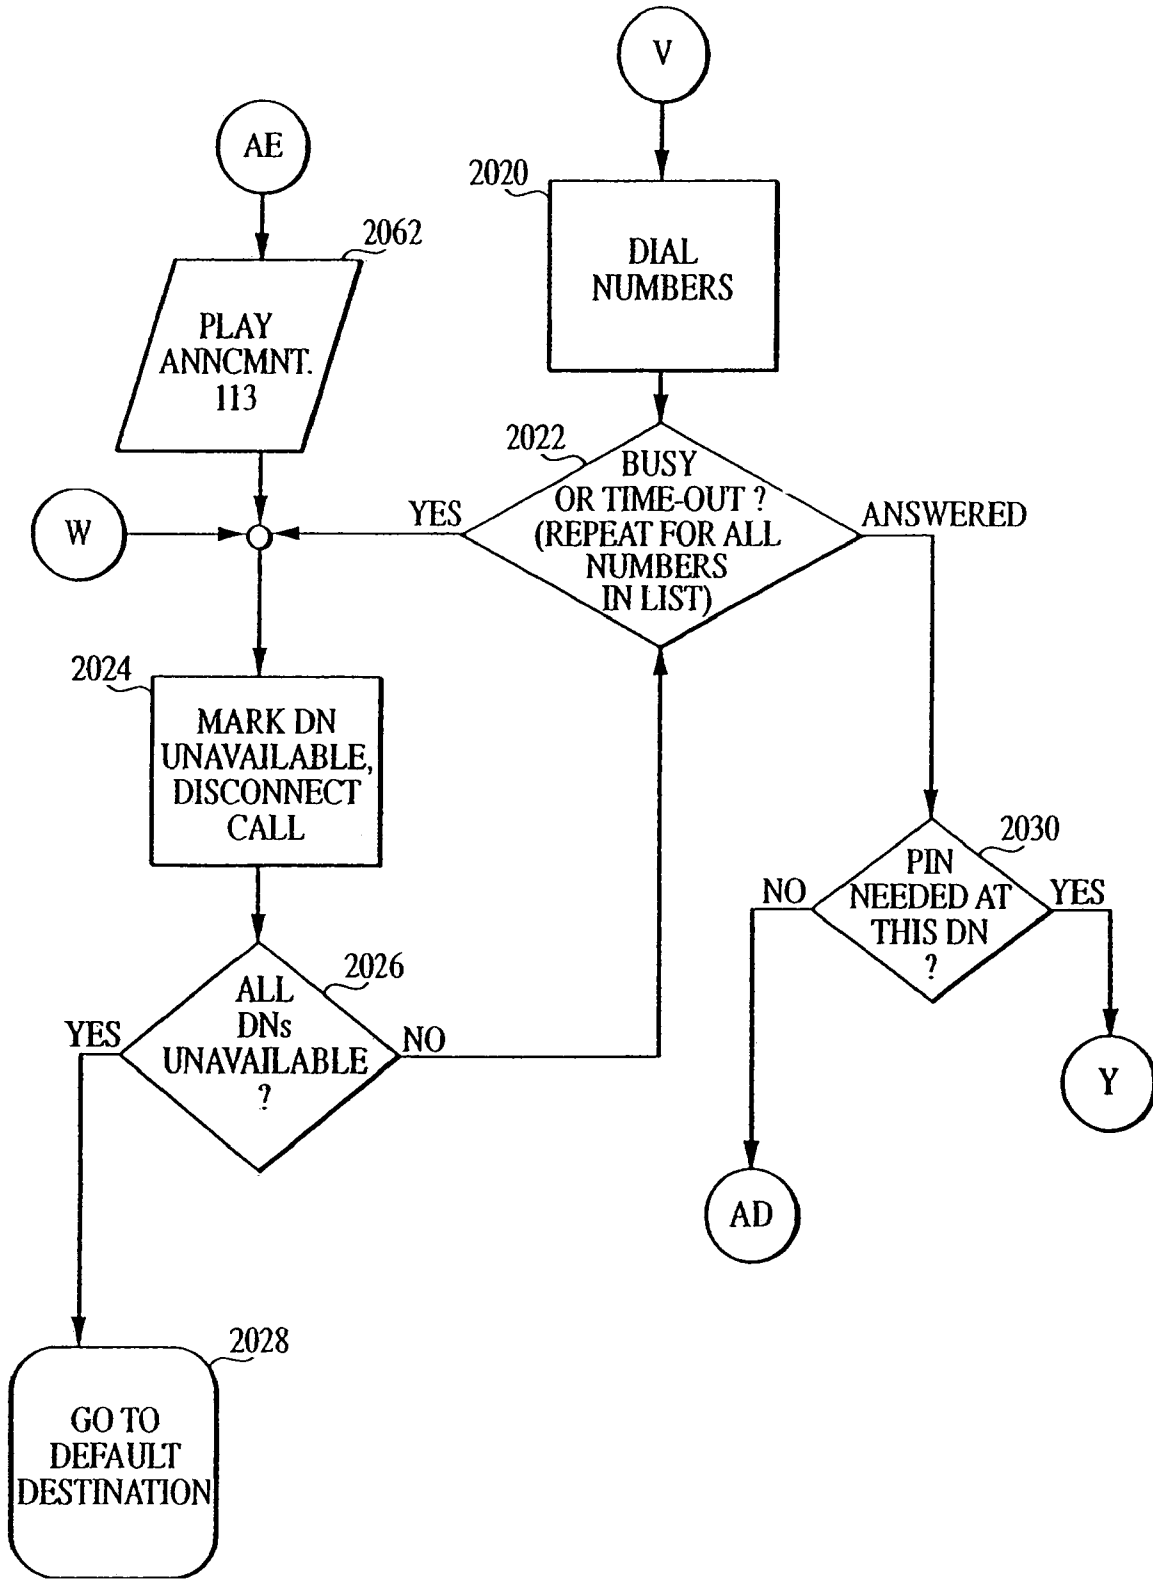 V
AE
2020
DIAL
NUMBERS
2062
PLAY
ANNCMNT.
113
2022
BUSY
OR TIME-OUT ?
(REPEAT FOR ALL
NUMBERS
IN LIST)
YES
ANSWERED
W
2024
MARK DN
UNAVAILABLE,
DISCONNECT
CALL
2030
PIN
NEEDED AT
THIS DN
?
NO
YES
2026
ALL
DNs
UNAVAILABLE
?
YES
NO
Y
AD
2028
GO TO
DEFAULT
DESTINATION